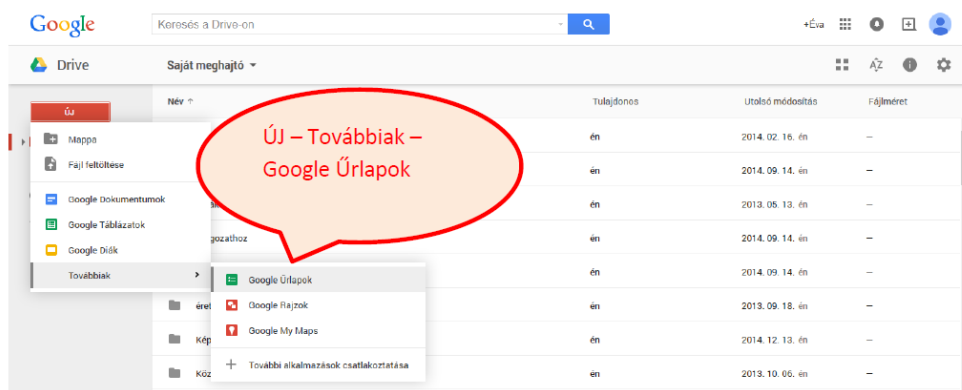 Google Keresés a Drive-on +Éva
Drive Saját meghajtó AZ
ÚJ Név ↑ Tulajdonos Utolsó módosítás Fájlméret
Mappa én 2014. 02. 16. én –
Fájl feltöltése én 2014. 09. 14. én –
Google Dokumentumok én 2013. 05. 13. én –
Google Táblázatok gozathoz én 2014. 09. 14. én –
Google Diák
Továbbiak > én 2014. 09. 14. én –
ÚJ – Továbbiak –
Google Űrlapok
Google Űrlapok
éret én 2013. 09. 18. én –
Google Rajzok
Google My Maps
Kép én 2014. 12. 13. én –
+ További alkalmazások csatlakoztatása
Köz én 2013. 10. 06. én –